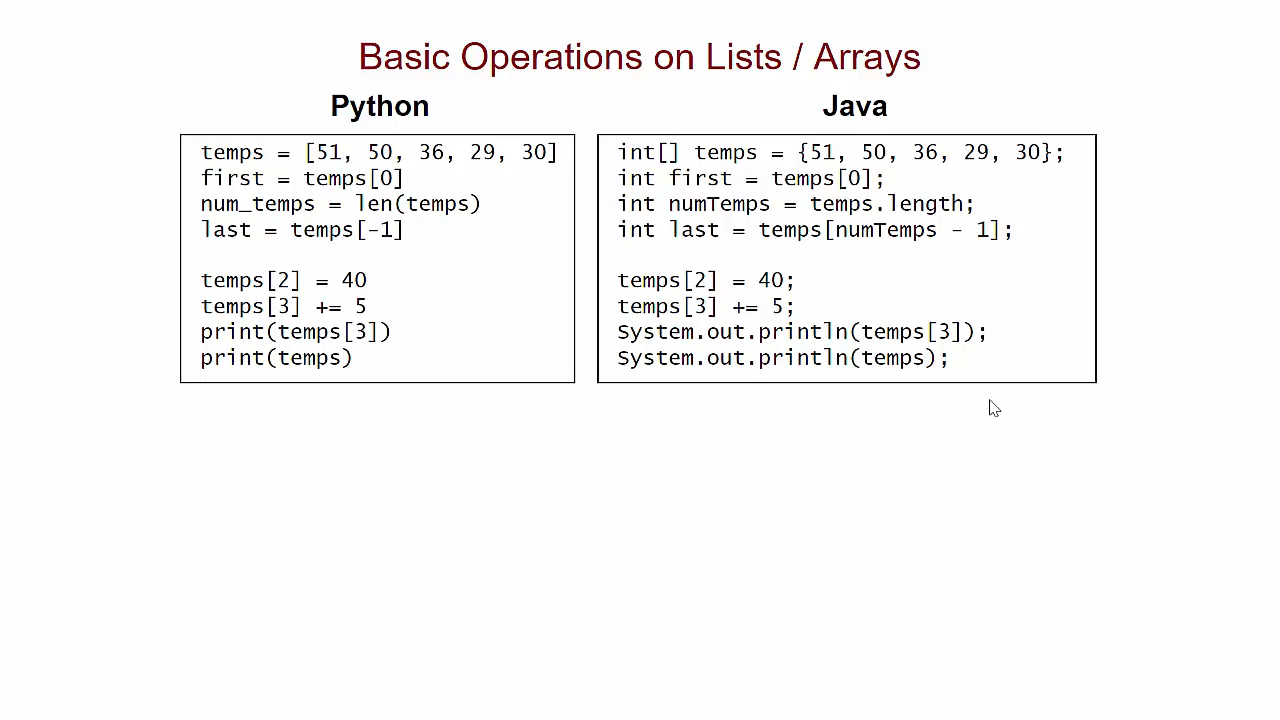 Basic Operations on Lists / Arrays
Python
temps = [51, 50, 36, 29, 30]
first = temps[0]
num_temps = len(temps)
last = temps[-1]
temps[2] = 40
temps[3] += 5
print(temps[3])
print(temps)
Java
int[] temps = {51, 50, 36, 29, 30};
int first = temps[0];
int numTemps = temps.length;
int last = temps[numTemps - 1];
temps[2] = 40;
temps[3] += 5;
System.out.println(temps[3]);
System.out.println(temps);